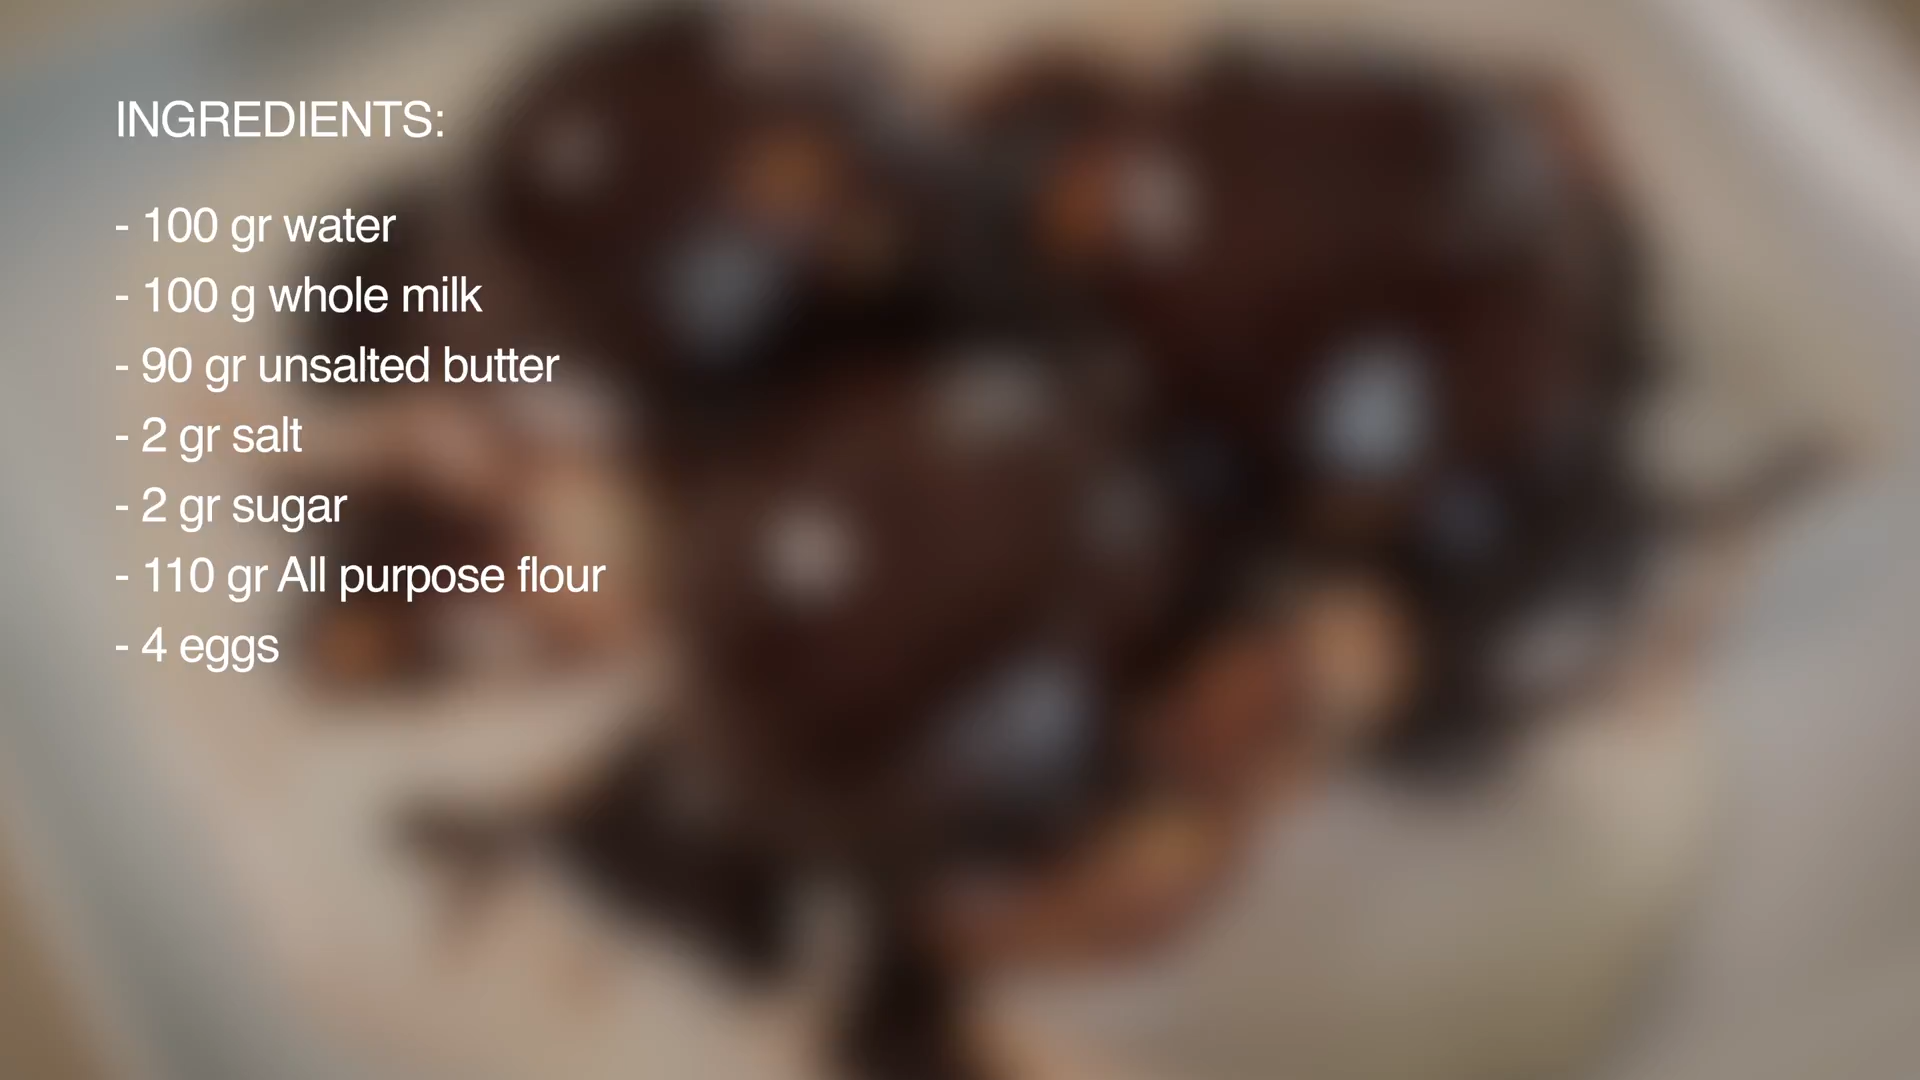 INGREDIENTS:
- 100 gr water
- 100 g whole milk
- 90 gr unsalted butter
- 2 gr salt
- 2 gr sugar
- 110 gr All purpose flour
- 4 eggs